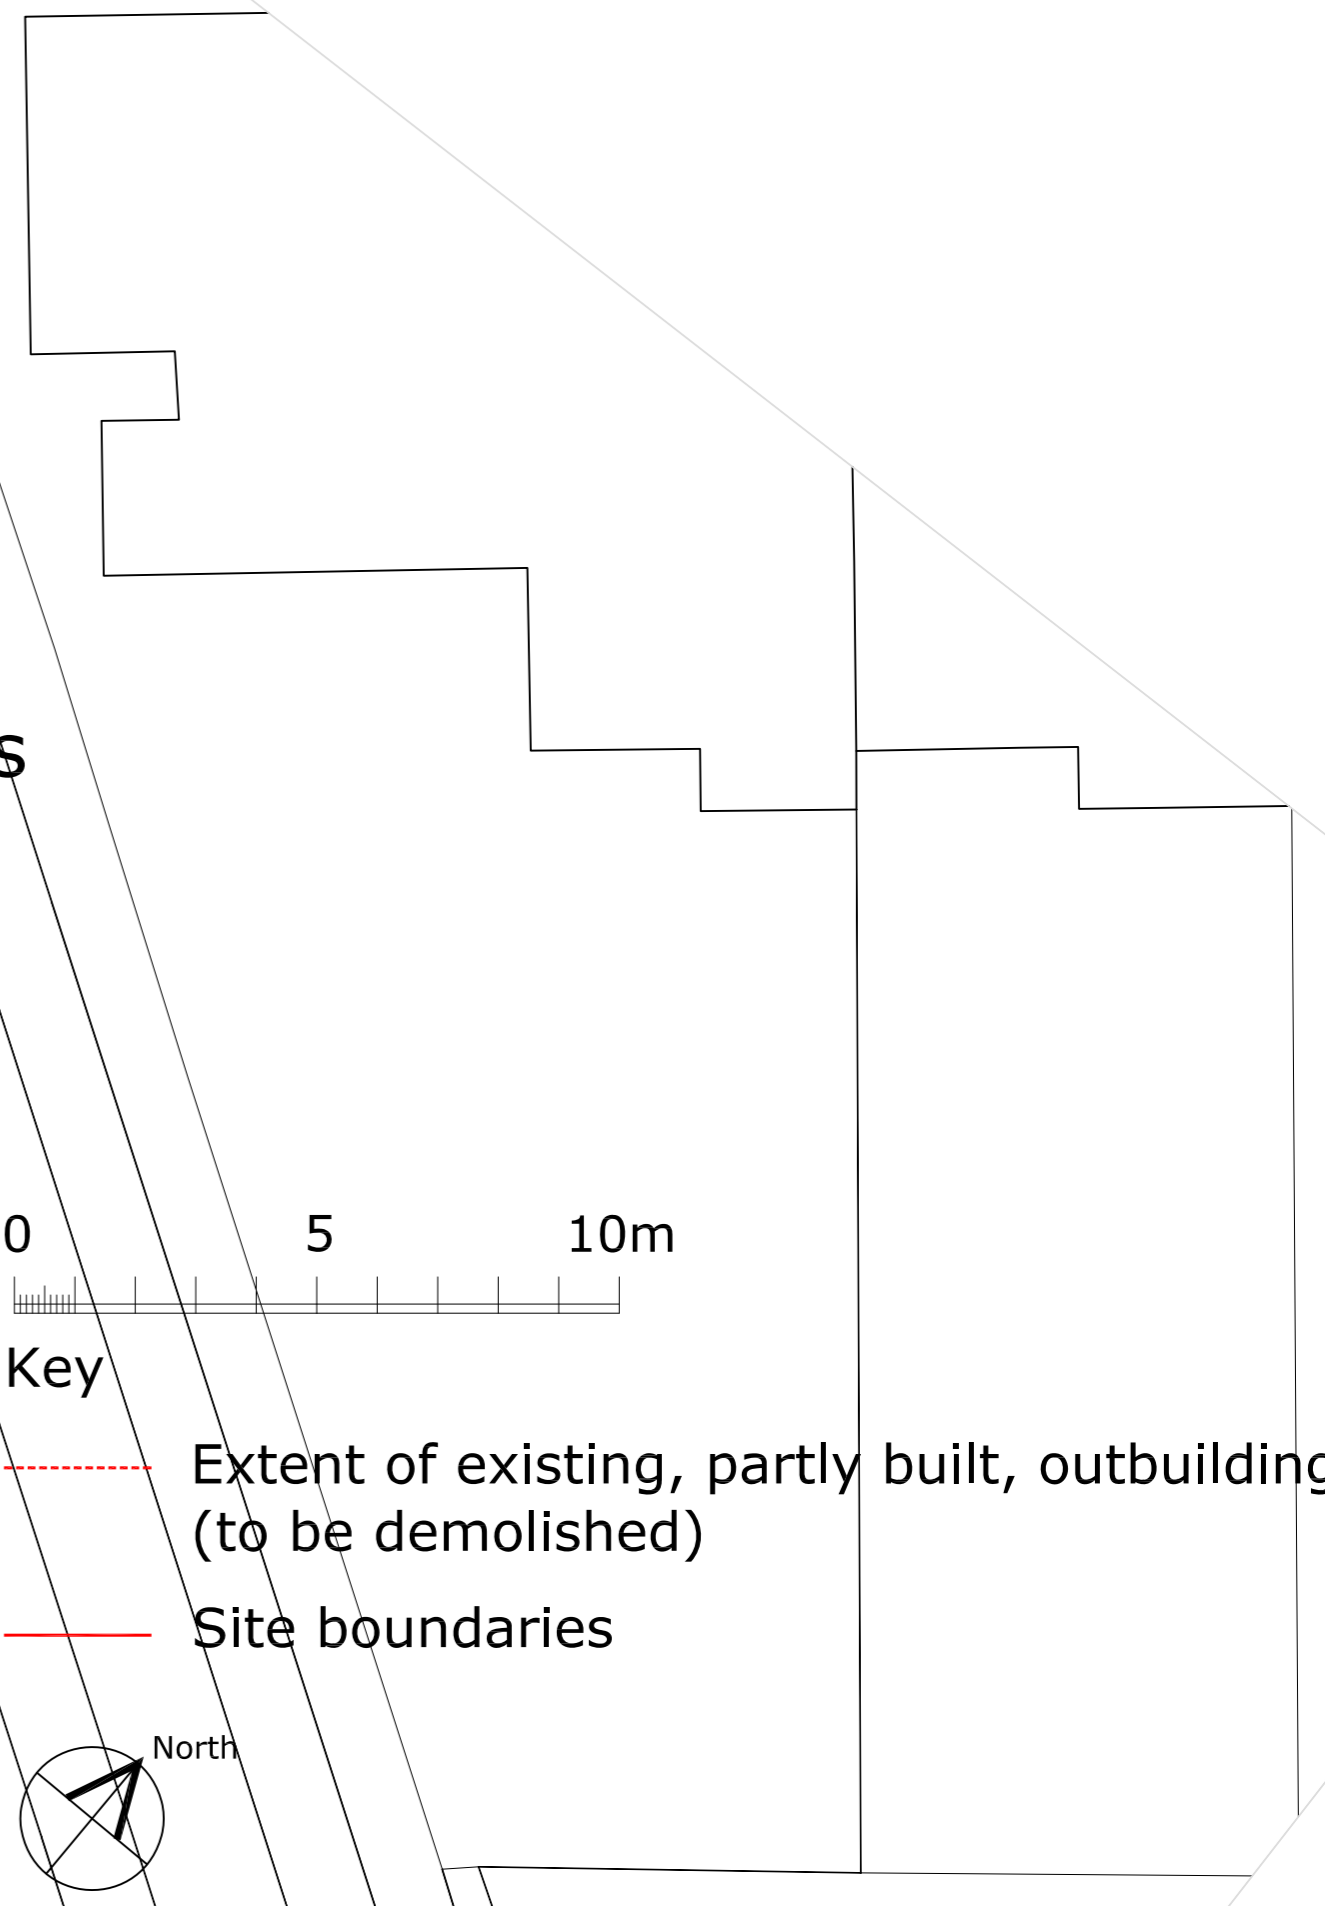 s
0 5 10m
Key
Extent of existing, partly built, outbuilding
(to be demolished)
Site boundaries
North